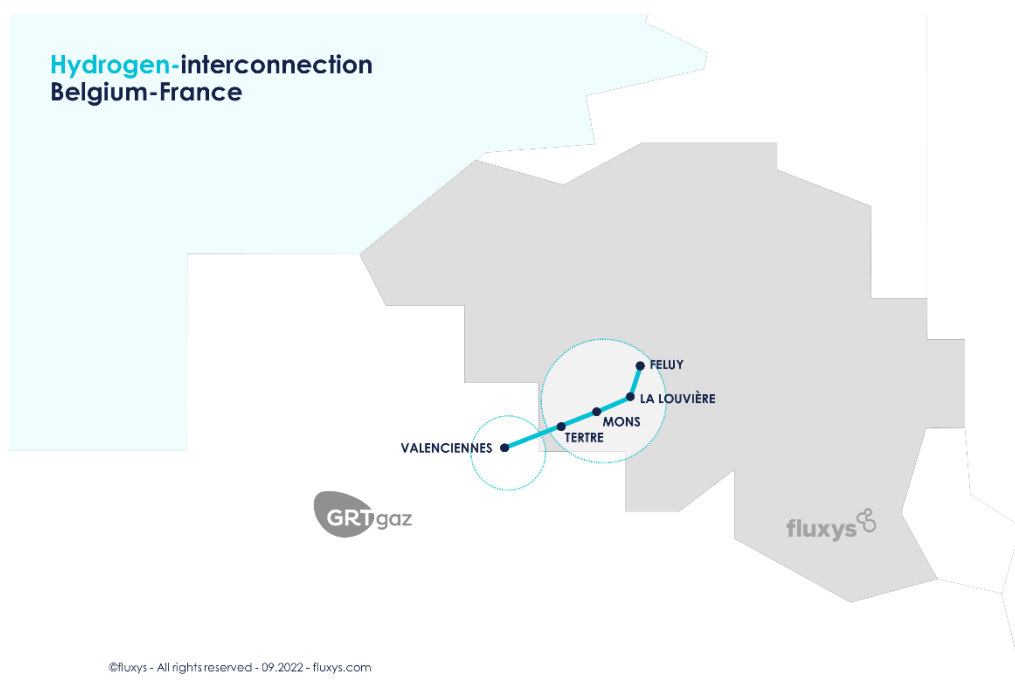 Hydrogen-interconnection
Belgium-France
FELUY
LA LOUVIÈRE
MONS
TERTRE
VALENCIENNES
GRTgaz
fluxys
©fluxys - All rights reserved - 09.2022 - fluxys.com